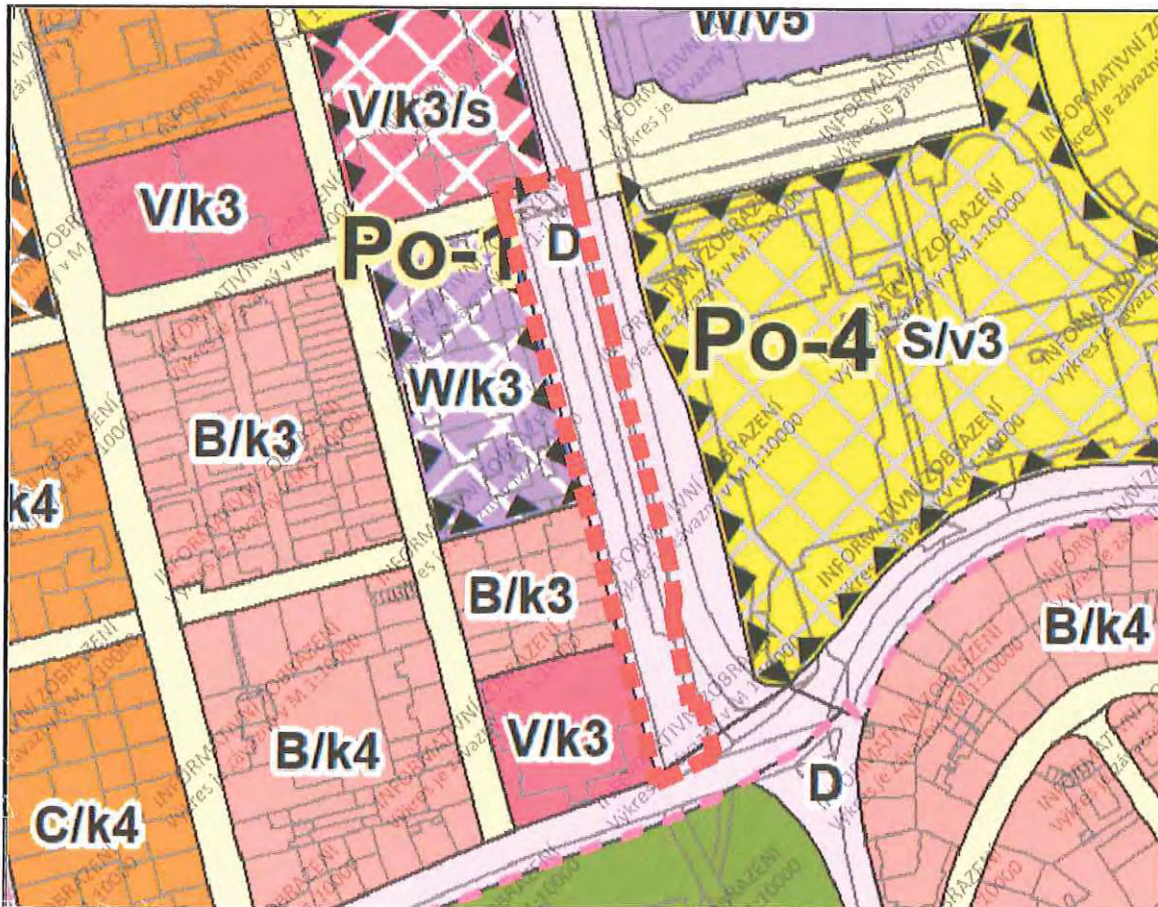 W/v5
V/k3/s
V/k3
Po-1
D
Po-4
S/v3
W/k3
B/k3
k4
B/k3
B/k4
V/k3
B/k4
D
C/k4
INFORMATIVNÍ ZOBRAZENÍ
Výkres je závazný v M 1:10000